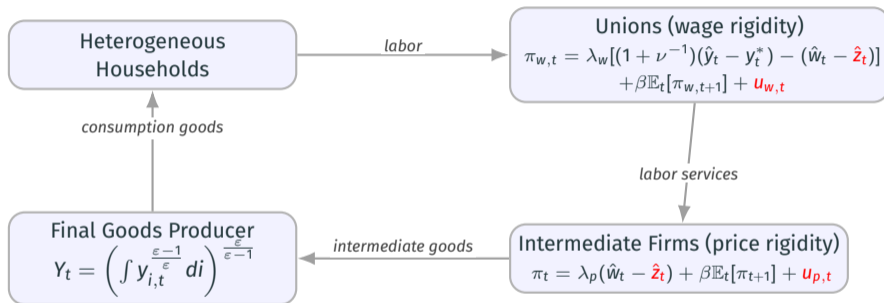 Heterogeneous
Households
labor
Unions (wage rigidity)
π_{w,t} = λ_w[(1 + ν^{-1})(ŷ_t − y_t^*) − (ŵ_t − ẑ_t)]
+β𝔼_t[π_{w,t+1}] + u_{w,t}
consumption goods
labor services
Final Goods Producer
Y_t = (∫ y_{i,t}^{\frac{ε−1}{ε}} di)^{\frac{ε}{ε−1}}
intermediate goods
Intermediate Firms (price rigidity)
π_t = λ_p(ŵ_t − ẑ_t) + β𝔼_t[π_{t+1}] + u_{p,t}